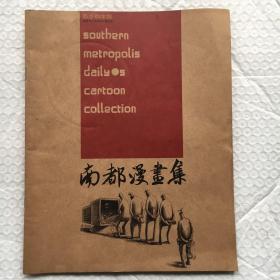 southern
metropolis
daily's
cartoon
collection
南都漫畫集